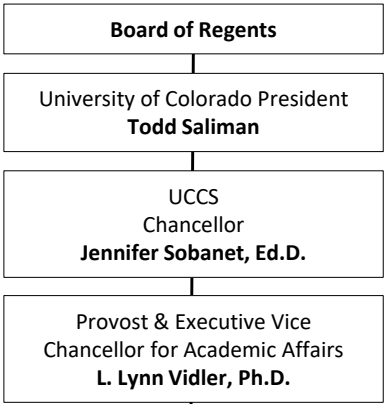 Board of Regents
University of Colorado President
Todd Saliman
UCCS
Chancellor
Jennifer Sobanet, Ed.D.
Provost & Executive Vice
Chancellor for Academic Affairs
L. Lynn Vidler, Ph.D.